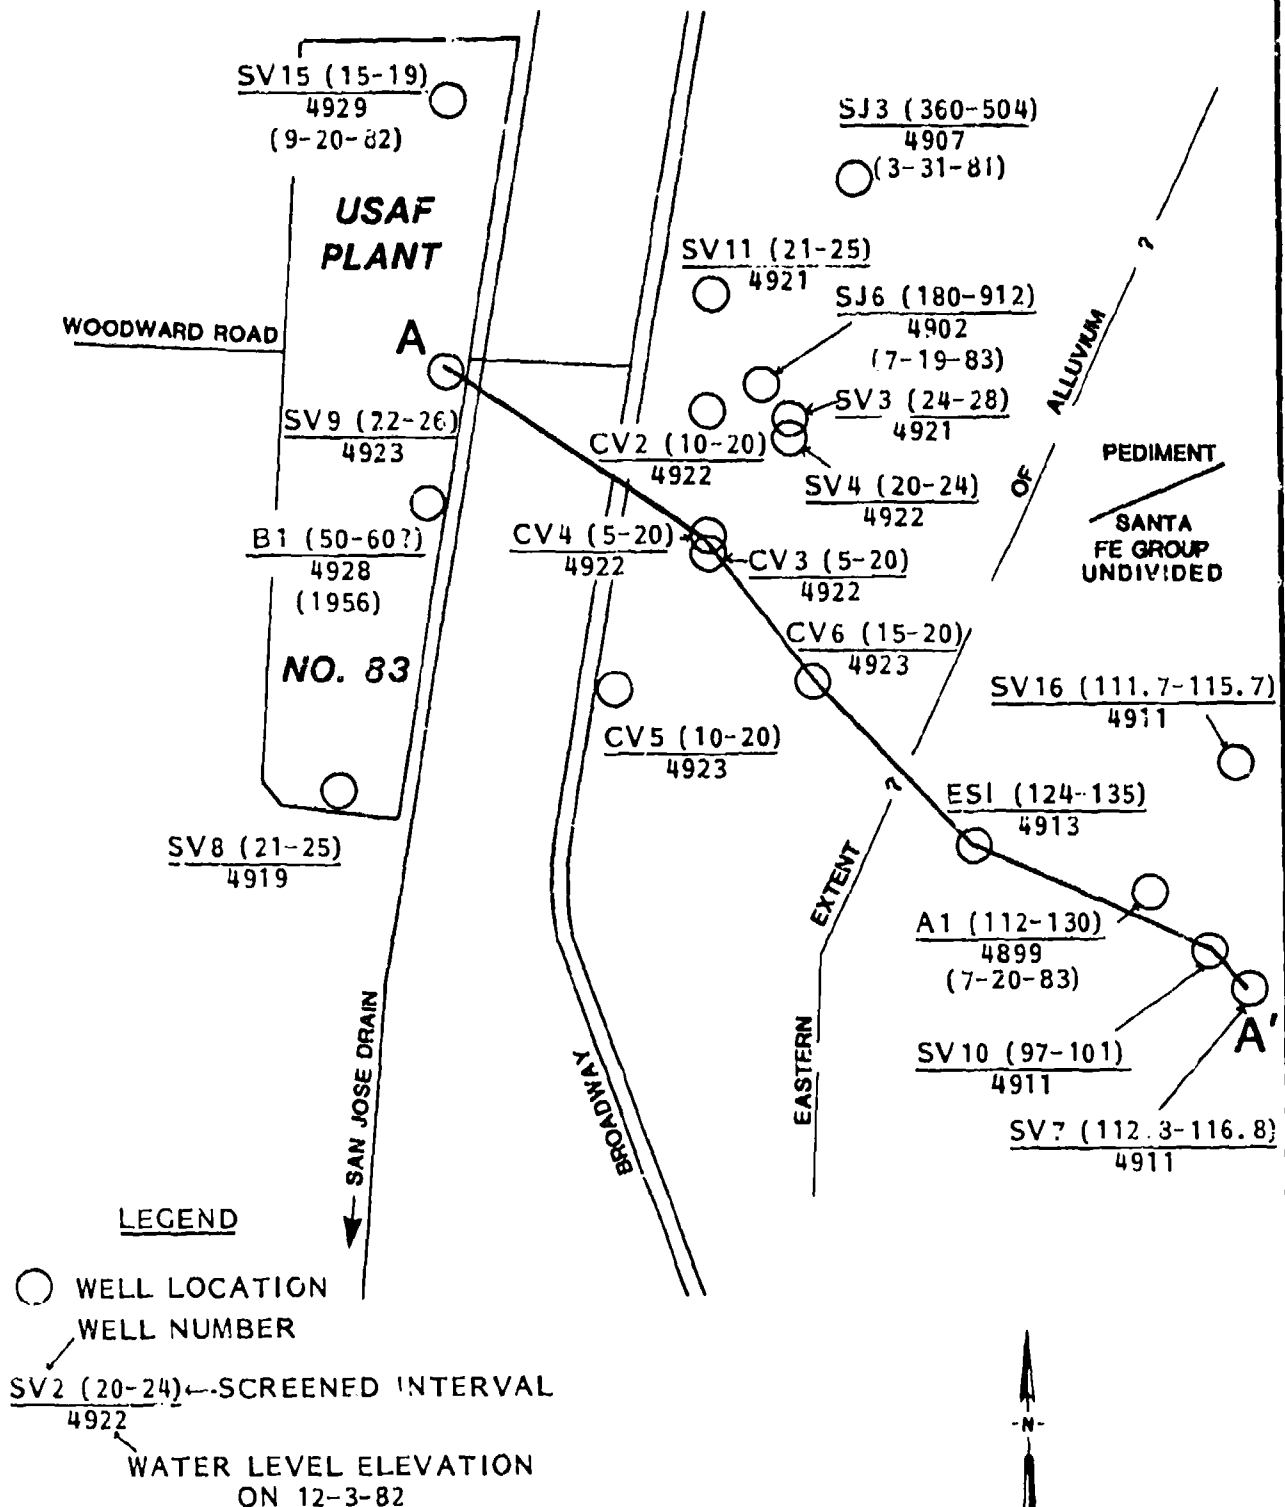 SV15 (15-19)
4929
(9-20-82)
SJ3 (360-504)
4907
(3-31-81)
USAF
PLANT
SV11 (21-25)
4921
SJ6 (180-912)
4902
(7-19-83)
WOODWARD ROAD
A
SV3 (24-28)
4921
SV9 (22-26)
4923
CV2 (10-20)
4922
SV4 (20-24)
4922
PEDIMENT
SANTA
FE GROUP
UNDIVIDED
B1 (50-60?)
4928
(1956)
CV4 (5-20)
4922
CV3 (5-20)
4922
CV6 (15-20)
4923
NO. 83
SV16 (111.7-115.7)
4911
CV5 (10-20)
4923
ES1 (124-135)
4913
SV8 (21-25)
4919
A1 (112-130)
4899
(7-20-83)
SV10 (97-101)
4911
A'
SV7 (112.3-116.8)
4911
EASTERN EXTENT ? OF ALLUVIUM ?
SAN JOSE DRAIN
BROADWAY
LEGEND
WELL LOCATION
WELL NUMBER
SV2 (20-24) SCREENED INTERVAL
4922
WATER LEVEL ELEVATION
ON 12-3-82
-N-